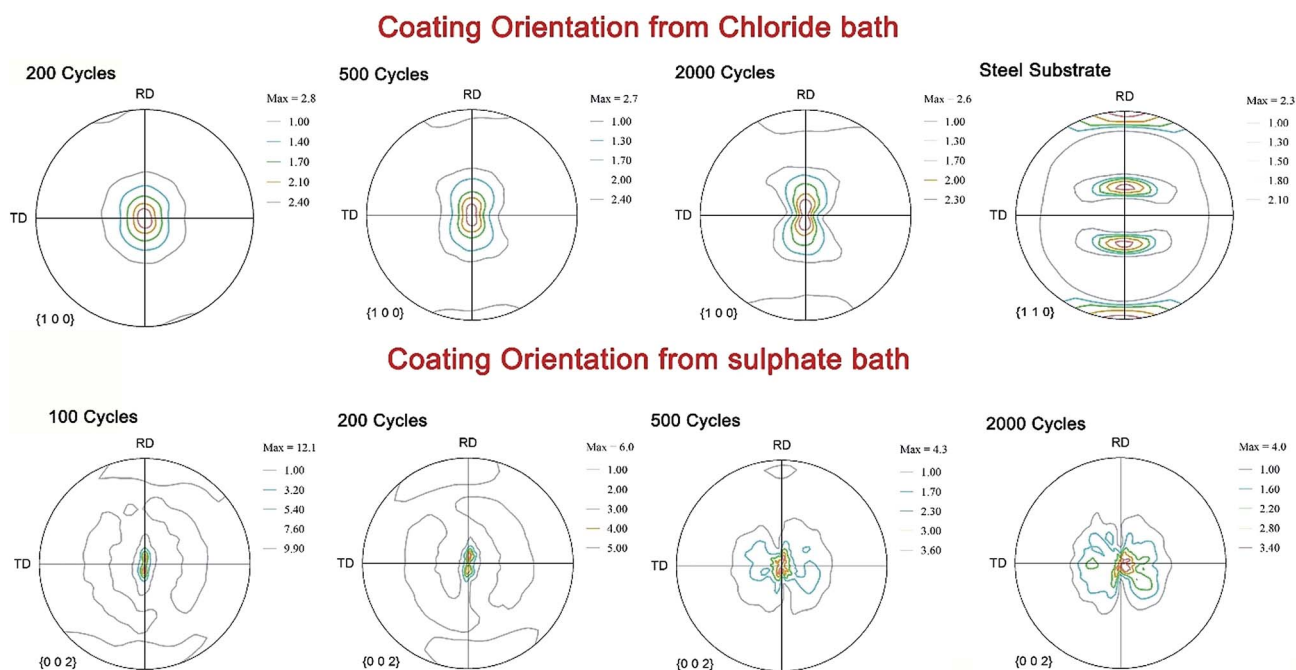 Coating Orientation from Chloride bath
200 Cycles
RD
Max = 2.8
1.00
1.40
1.70
2.10
2.40
TD
{1 0 0}
500 Cycles
RD
Max = 2.7
1.00
1.30
1.70
2.00
2.40
TD
{1 0 0}
2000 Cycles
RD
Max – 2.6
1.00
1.30
1.70
2.00
2.30
TD
{1 0 0}
Steel Substrate
RD
Max = 2.3
1.00
1.30
1.50
1.80
2.10
TD
{1 1 0}
Coating Orientation from sulphate bath
100 Cycles
RD
Max = 12.1
1.00
3.20
5.40
7.60
9.90
TD
{0 0 2}
200 Cycles
RD
Max – 6.0
1.00
2.00
3.00
4.00
5.00
TD
{0 0 2}
500 Cycles
RD
Max = 4.3
1.00
1.70
2.30
3.00
3.60
TD
{0 0 2}
2000 Cycles
RD
Max = 4.0
1.00
1.60
2.20
2.80
3.40
TD
{0 0 2}